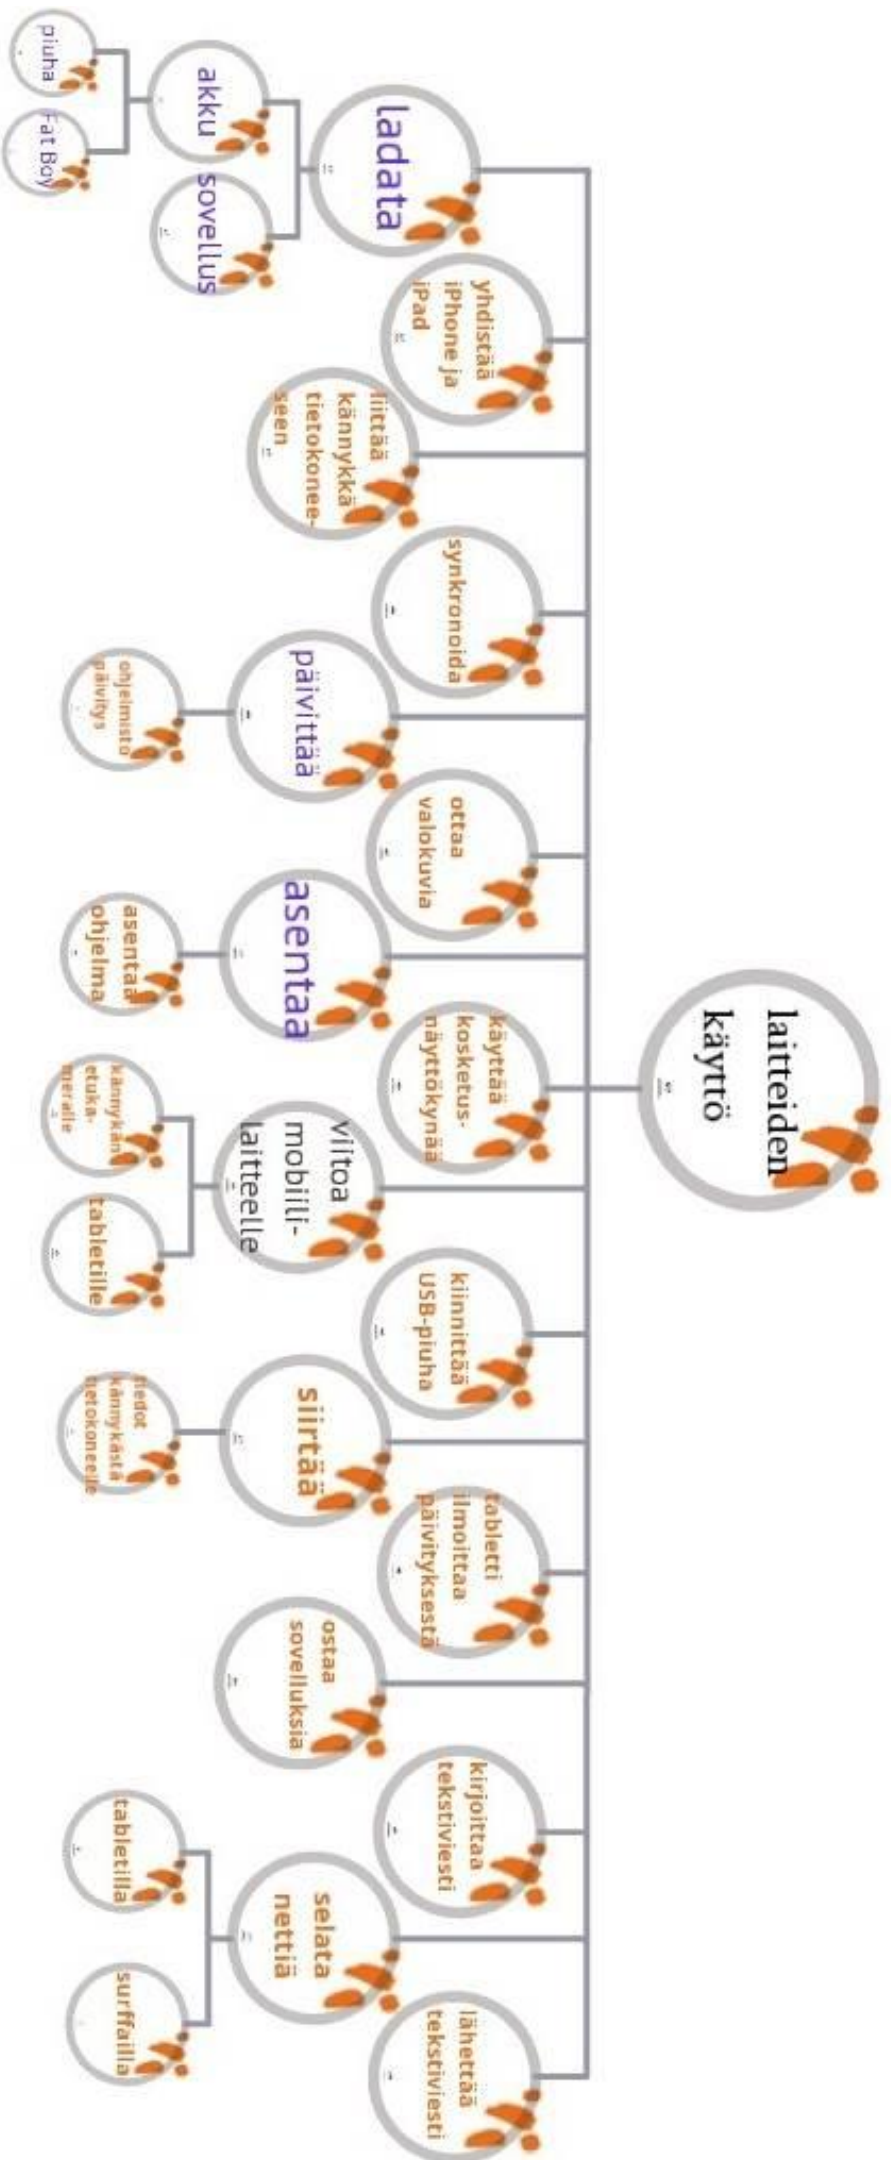 laitteiden
käyttö
ladata
akku
piuha
Fat Boy
sovellus
yhdistää
iPhone ja
iPad
liittää
kännykkä
tietokonee-
seen
synkronoida
päivittää
ohjelmisto
päivitys
ottaa
valokuvia
asentaa
asentaa
ohjelma
käyttää
kosketus-
näyttökynää
viitoa
mobiili-
laitteelle
kännykän
etuka-
meralle
tabletille
kiinnittää
USB-piuha
siirtää
tiedot
kännykästä
tietokoneelle
tabletti
ilmoittaa
päivityksestä
ostaa
sovelluksia
kirjoittaa
tekstiviesti
selata
nettiä
tabletilla
surffailla
lähettää
tekstiviesti